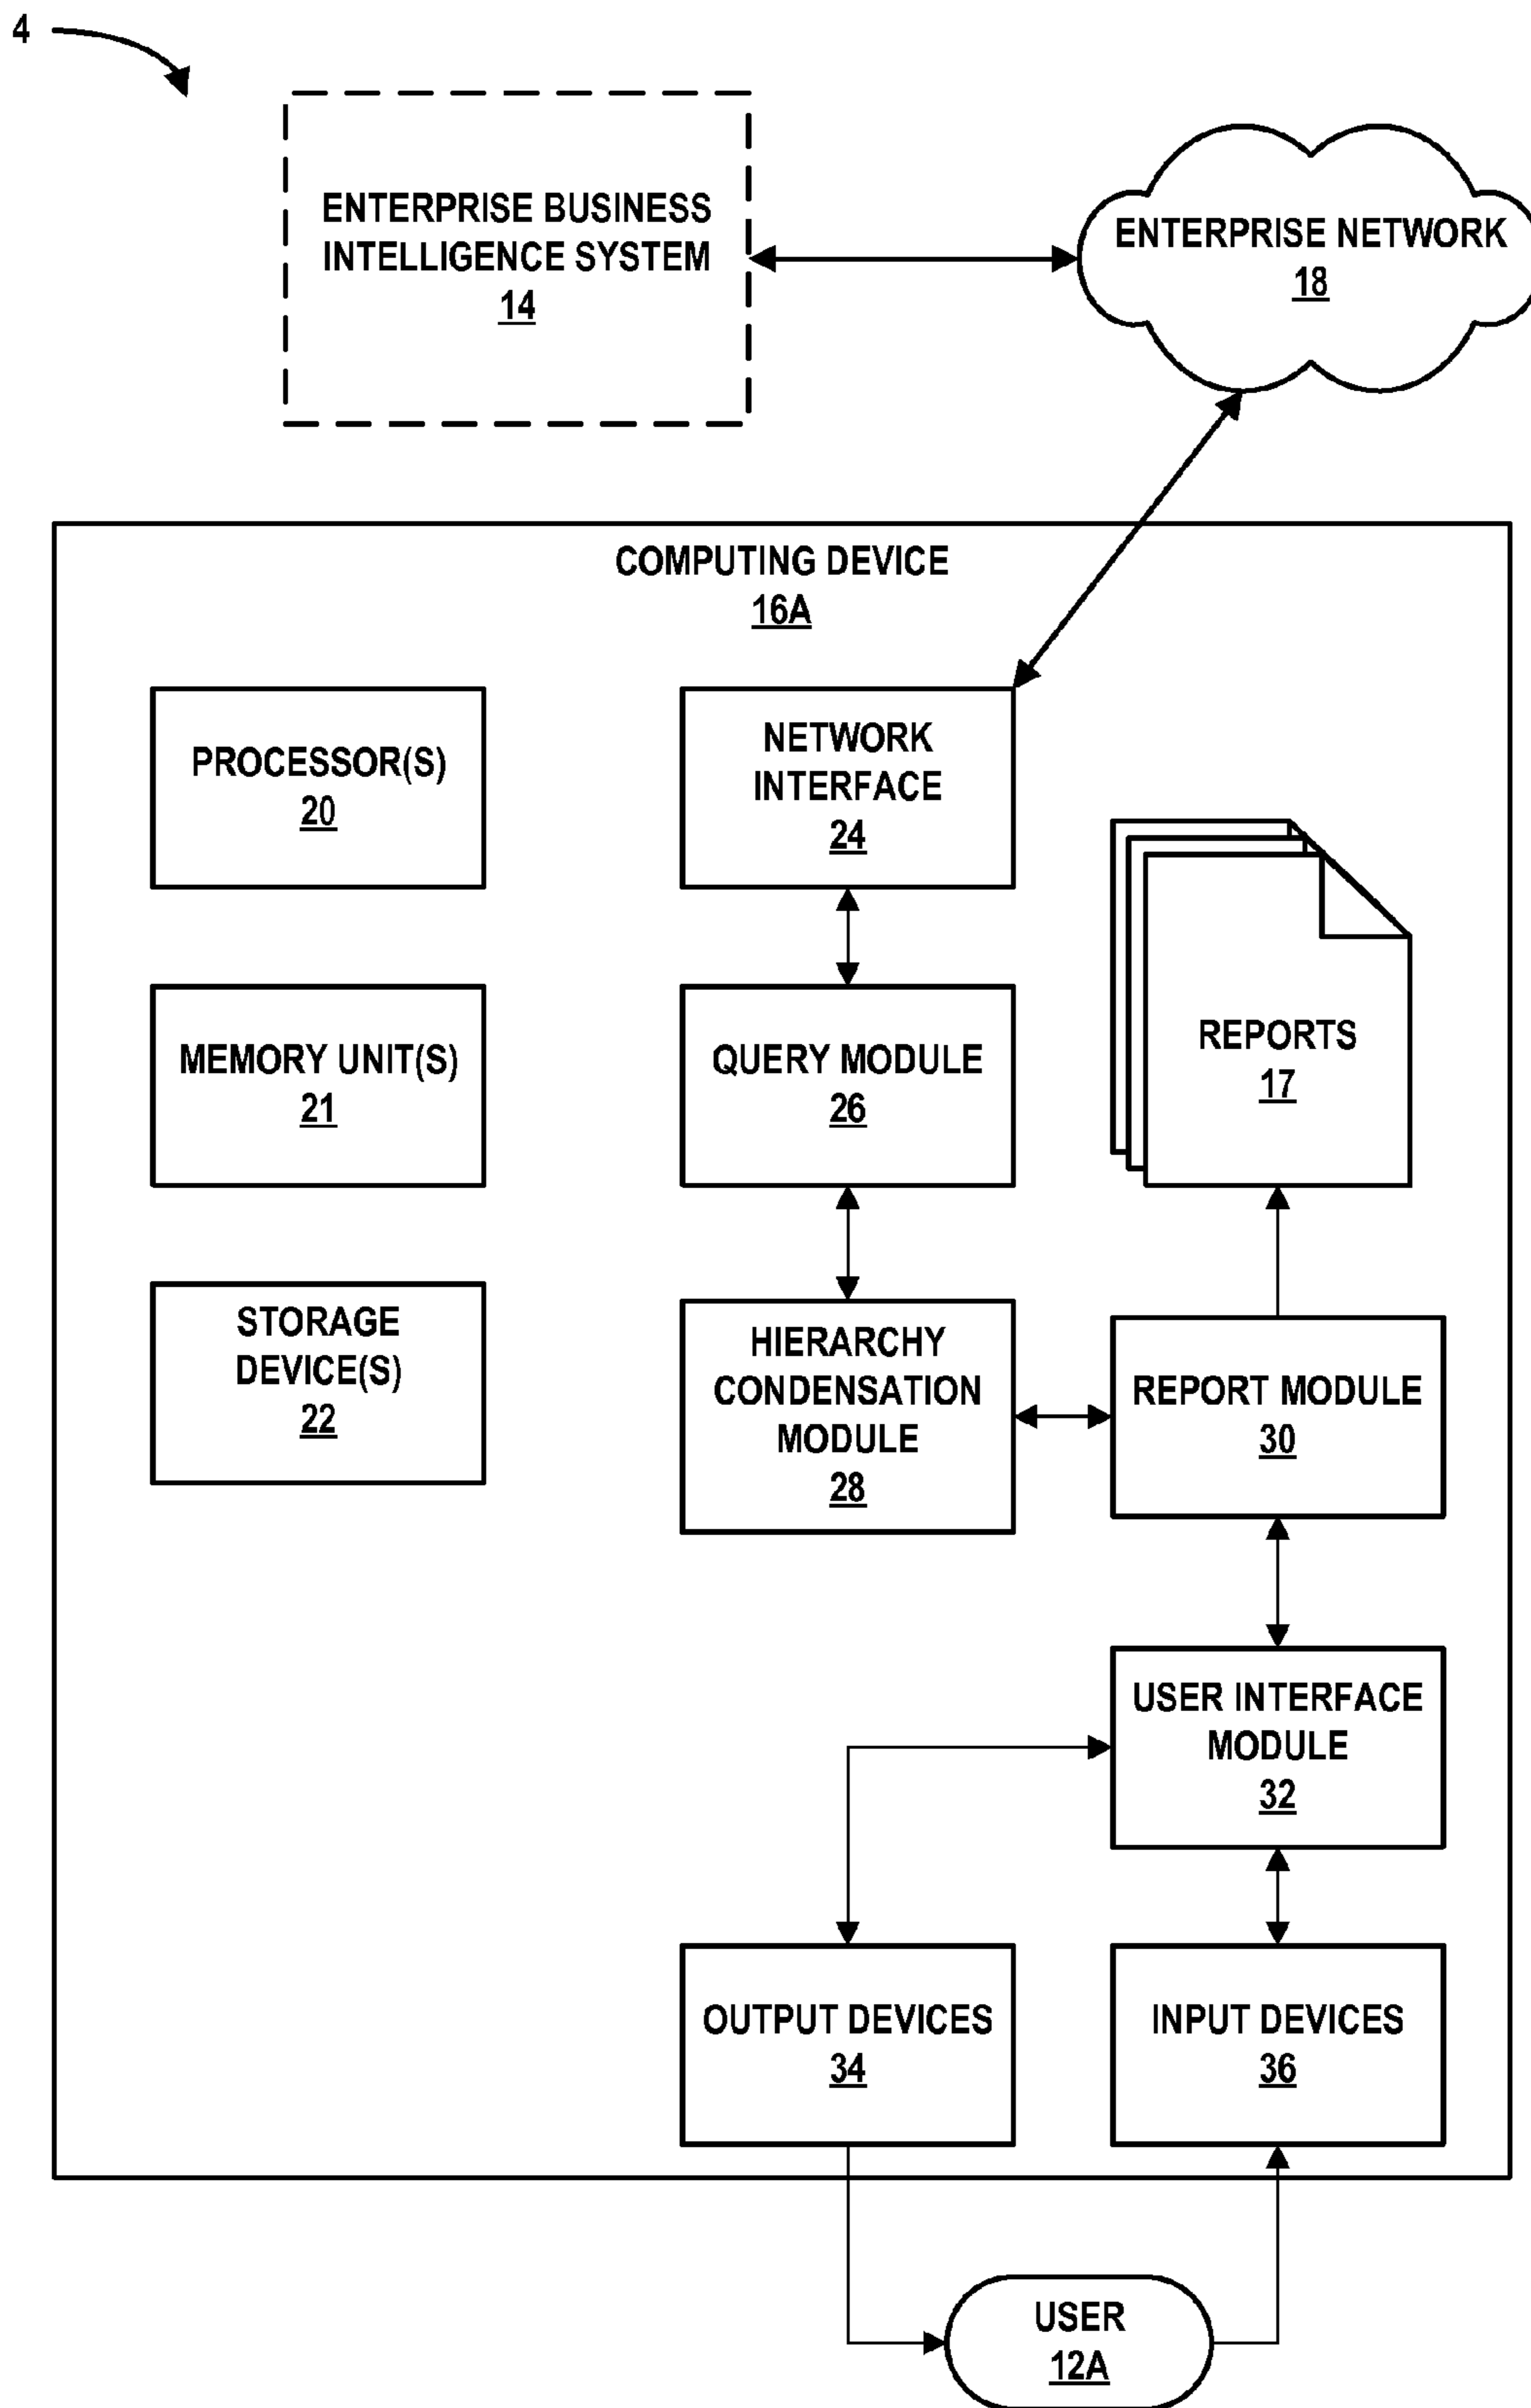 4
ENTERPRISE BUSINESS
INTELLIGENCE SYSTEM
14
ENTERPRISE NETWORK
18
COMPUTING DEVICE
16A
PROCESSOR(S)
20
NETWORK
INTERFACE
24
MEMORY UNIT(S)
21
QUERY MODULE
26
REPORTS
17
STORAGE
DEVICE(S)
22
HIERARCHY
CONDENSATION
MODULE
28
REPORT MODULE
30
USER INTERFACE
MODULE
32
OUTPUT DEVICES
34
INPUT DEVICES
36
USER
12A